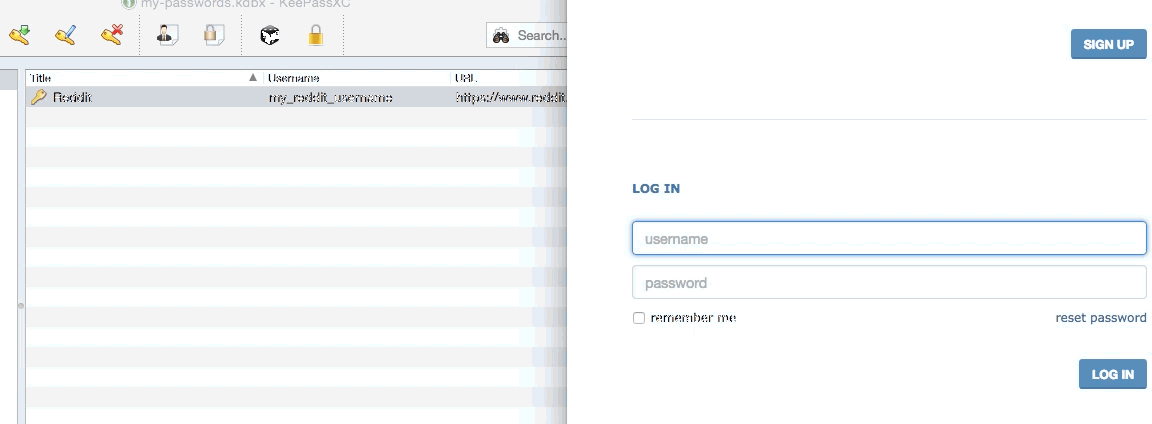 my-passwords.kdbx - KeePassXC
Search..
Title Username URL
Reddit my_reddit_username https://www.reddit.
SIGN UP
LOG IN
username
password
remember me reset password
LOG IN